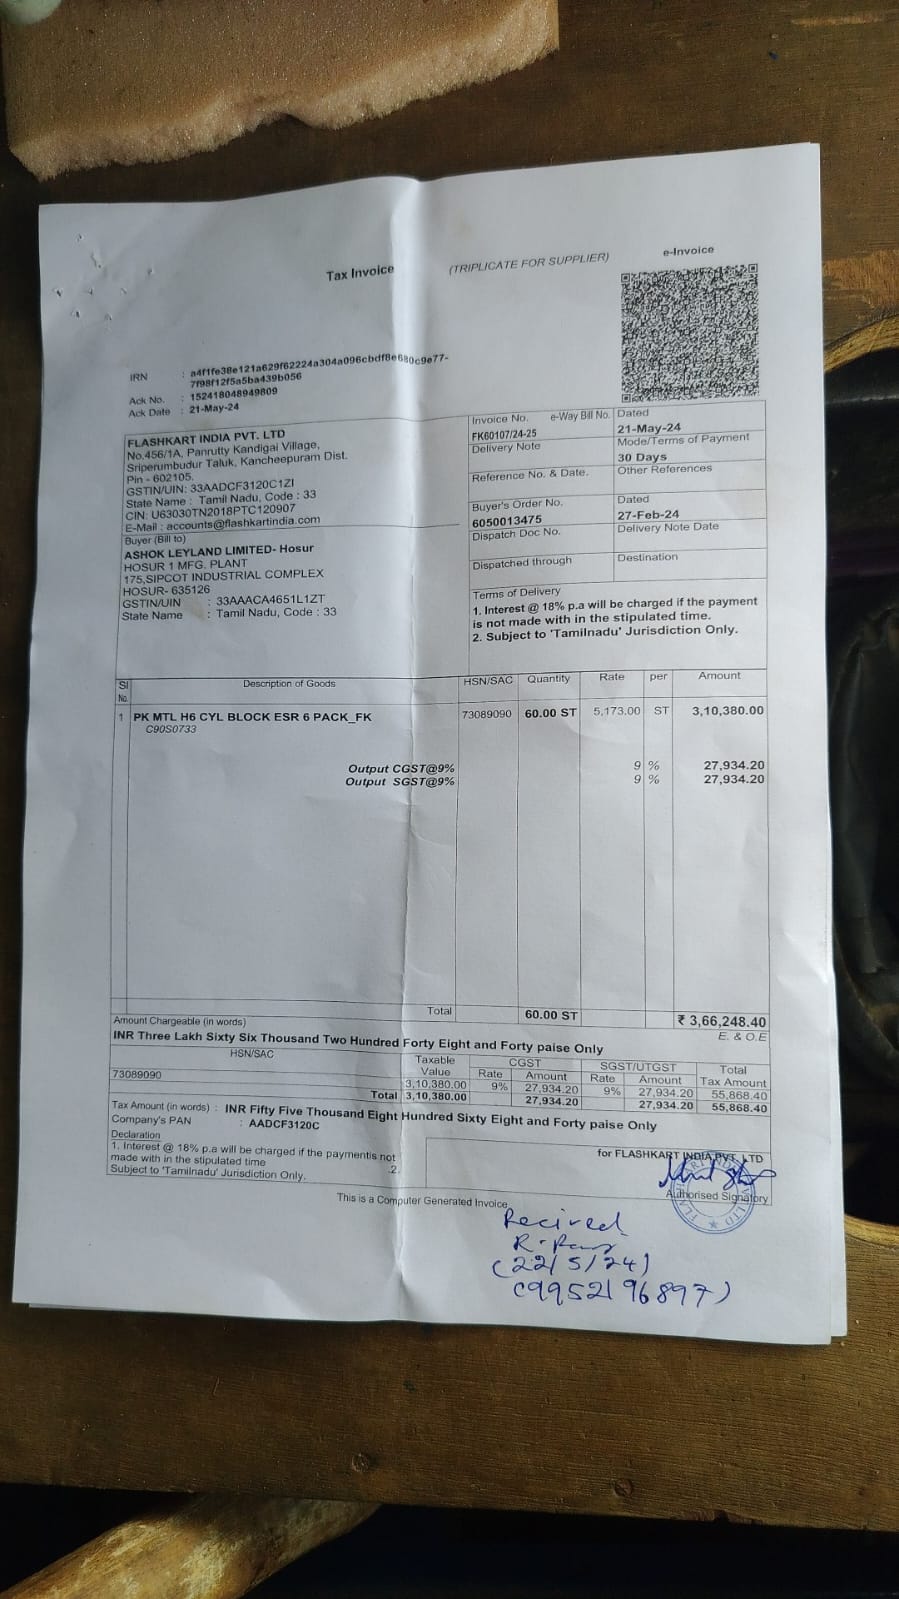 Tax Invoice
(TRIPLICATE FOR SUPPLIER)
e-Invoice
IRN : a4f1fe38e121a629f62224a304a096cbdf8e680c9e77-
7f98f12f5a5ba439b056
Ack No. : 152418048949809
Ack Date : 21-May-24
FLASHKART INDIA PVT. LTD
No.456/1A, Panrutty Kandigai Village,
Sriperumbudur Taluk, Kancheepuram Dist.
Pin - 602105.
GSTIN/UIN: 33AADCF3120C1ZI
State Name : Tamil Nadu, Code : 33
CIN: U63030TN2018PTC120907
E-Mail : accounts@flashkartindia.com
Buyer (Bill to)
ASHOK LEYLAND LIMITED- Hosur
HOSUR 1 MFG. PLANT
175,SIPCOT INDUSTRIAL COMPLEX
HOSUR- 635126
GSTIN/UIN : 33AAACA4651L1ZT
State Name : Tamil Nadu, Code : 33
Invoice No. e-Way Bill No. Dated
FK60107/24-25 21-May-24
Delivery Note Mode/Terms of Payment
30 Days
Reference No. & Date. Other References
Buyer's Order No. Dated
6050013475 27-Feb-24
Dispatch Doc No. Delivery Note Date
Dispatched through Destination
Terms of Delivery
1. Interest @ 18% p.a will be charged if the payment
is not made with in the stipulated time.
2. Subject to 'Tamilnadu' Jurisdiction Only.
Sl No. Description of Goods HSN/SAC Quantity Rate per Amount
1 PK MTL H6 CYL BLOCK ESR 6 PACK_FK 73089090 60.00 ST 5,173.00 ST 3,10,380.00
C90S0733
Output CGST@9% 9 % 27,934.20
Output SGST@9% 9 % 27,934.20
Total 60.00 ST ₹ 3,66,248.40
Amount Chargeable (in words) E. & O.E
INR Three Lakh Sixty Six Thousand Two Hundred Forty Eight and Forty paise Only
HSN/SAC Taxable Value CGST Rate Amount SGST/UTGST Rate Amount Total Tax Amount
73089090 3,10,380.00 9% 27,934.20 9% 27,934.20 55,868.40
Total 3,10,380.00 27,934.20 27,934.20 55,868.40
Tax Amount (in words) : INR Fifty Five Thousand Eight Hundred Sixty Eight and Forty paise Only
Company's PAN : AADCF3120C
Declaration
1. Interest @ 18% p.a will be charged if the paymentis not
made with in the stipulated time .2.
Subject to 'Tamilnadu' Jurisdiction Only.
for FLASHKART INDIA PVT. LTD
Authorised Signatory
This is a Computer Generated Invoice
Recived
(22/5/24)
(9952196897)